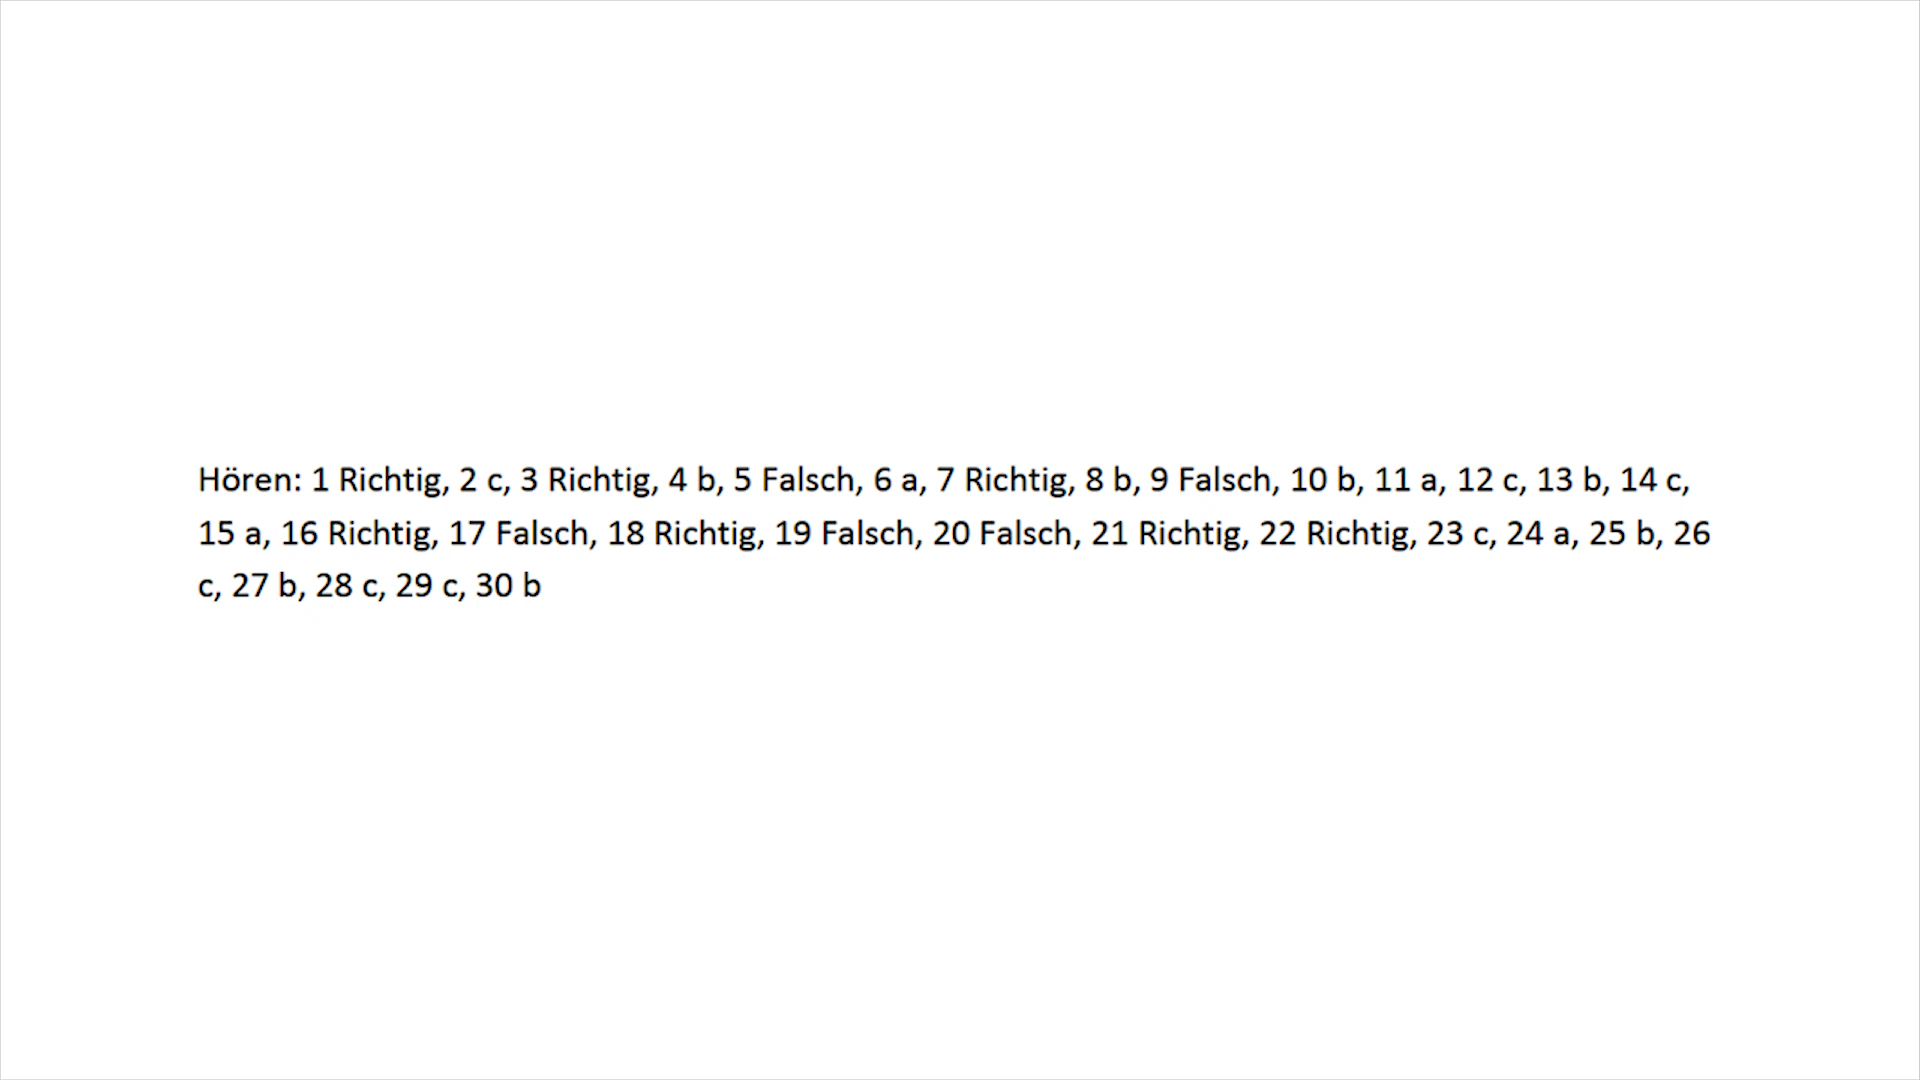 Hören: 1 Richtig, 2 c, 3 Richtig, 4 b, 5 Falsch, 6 a, 7 Richtig, 8 b, 9 Falsch, 10 b, 11 a, 12 c, 13 b, 14 c,
15 a, 16 Richtig, 17 Falsch, 18 Richtig, 19 Falsch, 20 Falsch, 21 Richtig, 22 Richtig, 23 c, 24 a, 25 b, 26
c, 27 b, 28 c, 29 c, 30 b